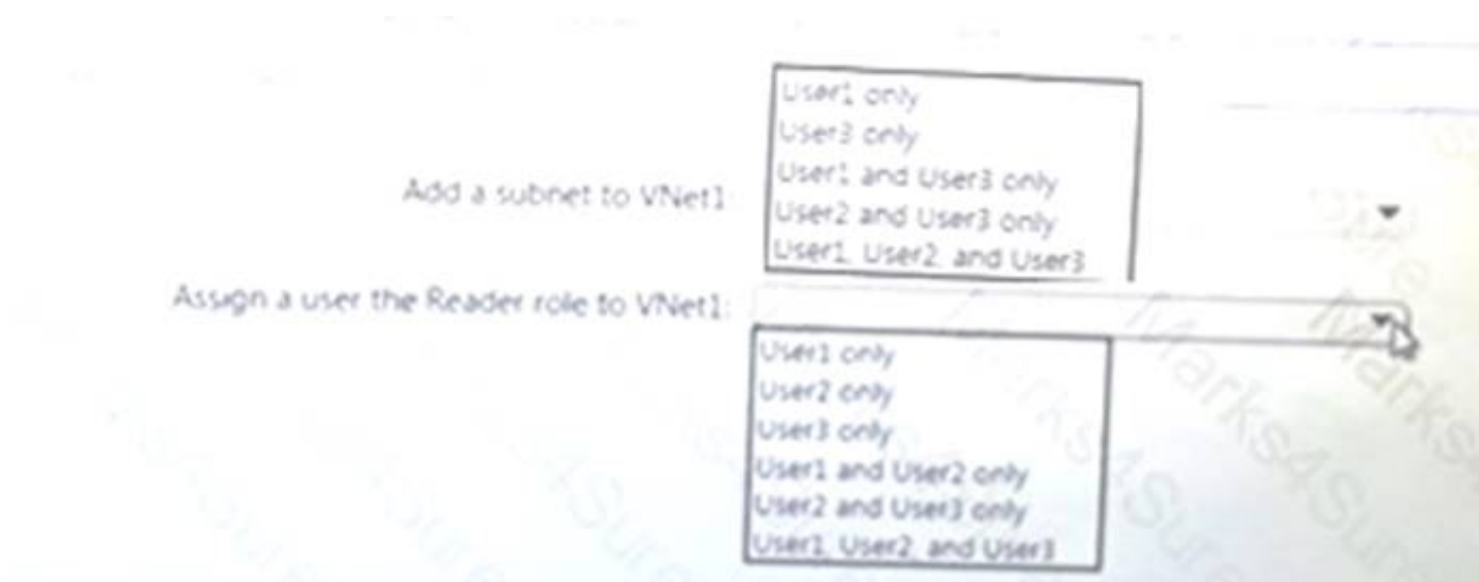 User1 only
User3 only
User1 and User3 only
Add a subnet to VNet1:
User2 and User3 only
User1, User2, and User3
Assign a user the Reader role to VNet1:
User1 only
User2 only
User3 only
User1 and User2 only
User2 and User3 only
User1, User2, and User3
Marks4Sure